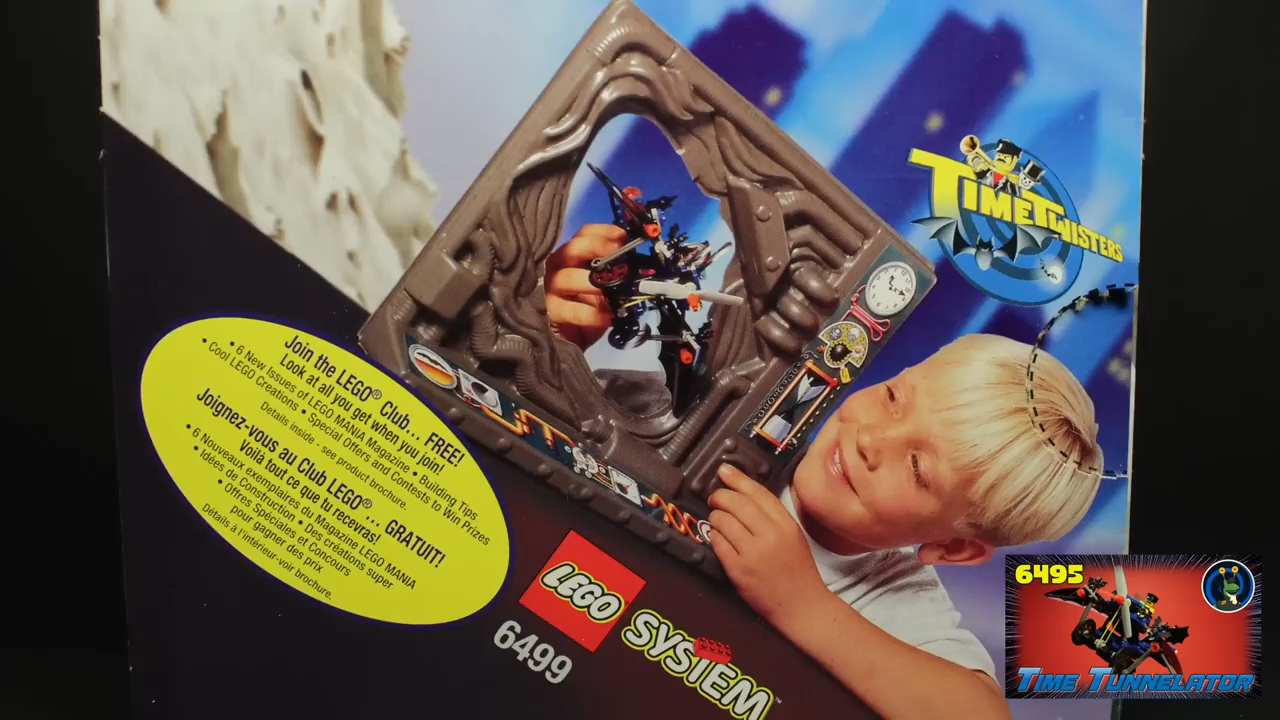 TIMETWISTERS
Join the LEGO® Club... FREE!
Look at all you get when you join!
• 6 New Issues of LEGO MANIA Magazine • Building Tips
• Cool LEGO Creations • Special Offers and Contests to Win Prizes
Details inside - see product brochure.
Joignez-vous au Club LEGO® ... GRATUIT!
Voilà tout ce que tu recevras!
• 6 Nouveaux exemplaires du Magazine LEGO MANIA
• Idées de Construction • Des créations super
• Offres Spéciales et Concours
pour gagner des prix
Détails à l'intérieur-voir brochure.
LEGO
SYSTEM™
6499
6495
TIME TUNNELATOR